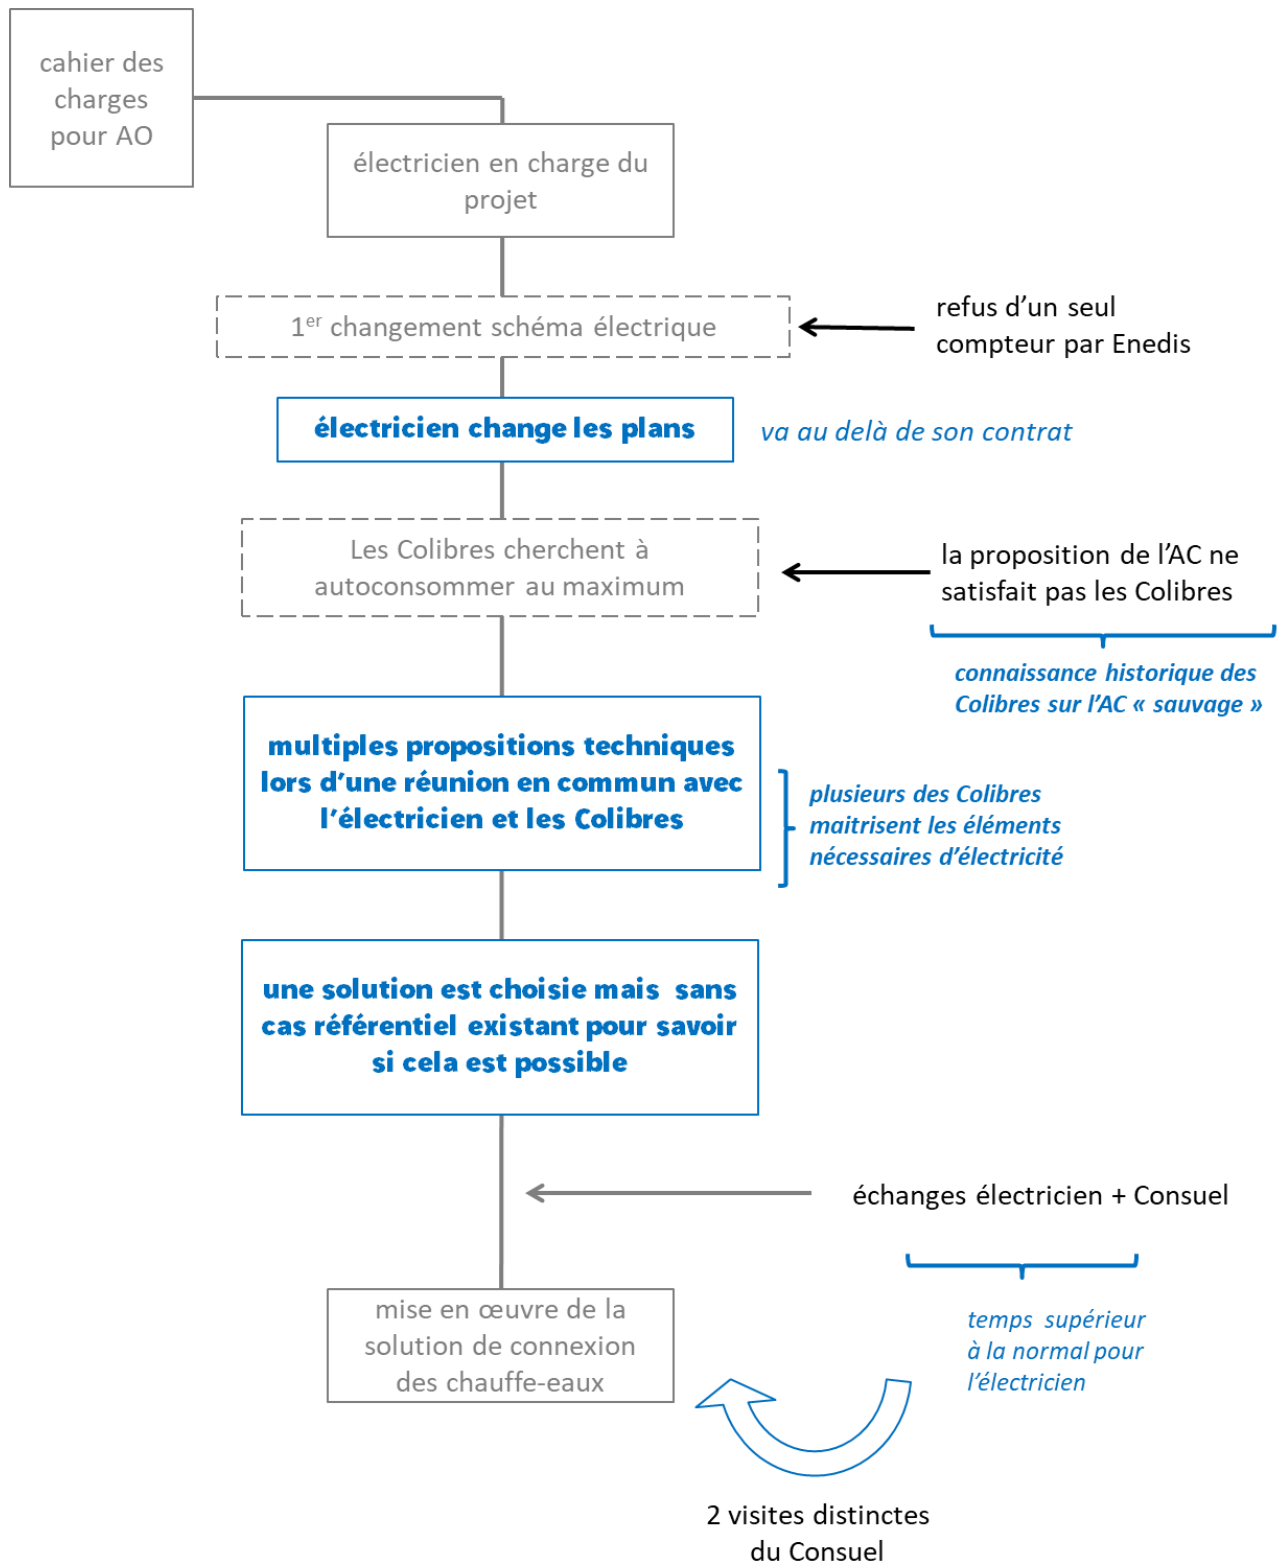 cahier des
charges
pour AO
électricien en charge du
projet
1er changement schéma électrique
refus d’un seul
compteur par Enedis
électricien change les plans
va au delà de son contrat
Les Colibres cherchent à
autoconsommer au maximum
la proposition de l’AC ne
satisfait pas les Colibres
connaissance historique des
Colibres sur l’AC « sauvage »
multiples propositions techniques
lors d’une réunion en commun avec
l’électricien et les Colibres
plusieurs des Colibres
maitrisent les éléments
nécessaires d’électricité
une solution est choisie mais sans
cas référentiel existant pour savoir
si cela est possible
échanges électricien + Consuel
temps supérieur
à la normal pour
l’électricien
mise en œuvre de la
solution de connexion
des chauffe-eaux
2 visites distinctes
du Consuel